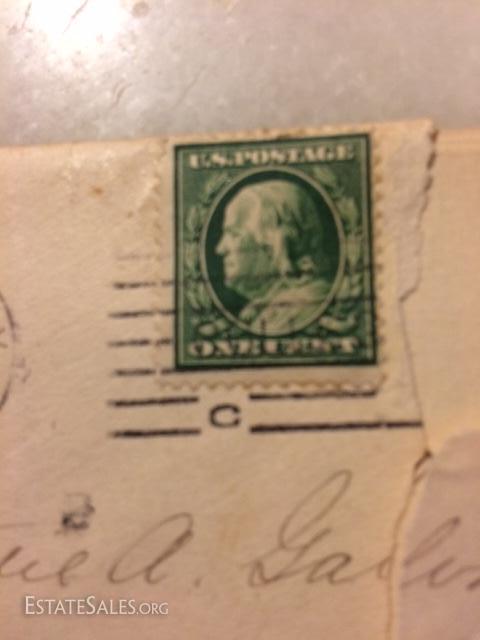 U.S. POSTAGE
ONE CENT
C
A.
ESTATESALES.ORG